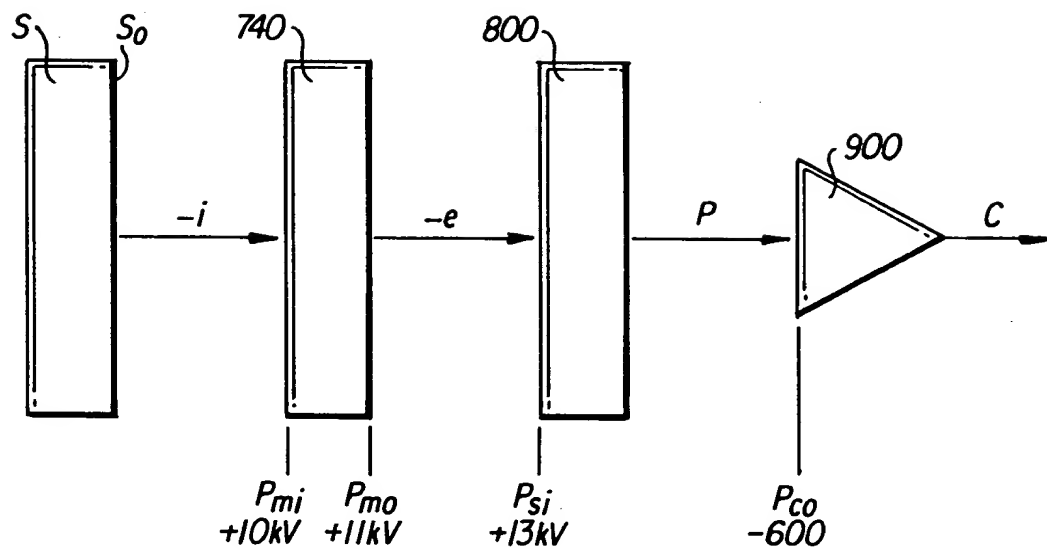 S
S₀
740
800
900
-i
-e
P
C
Pmi
+10kV
Pmo
+11kV
Psi
+13kV
Pco
-600